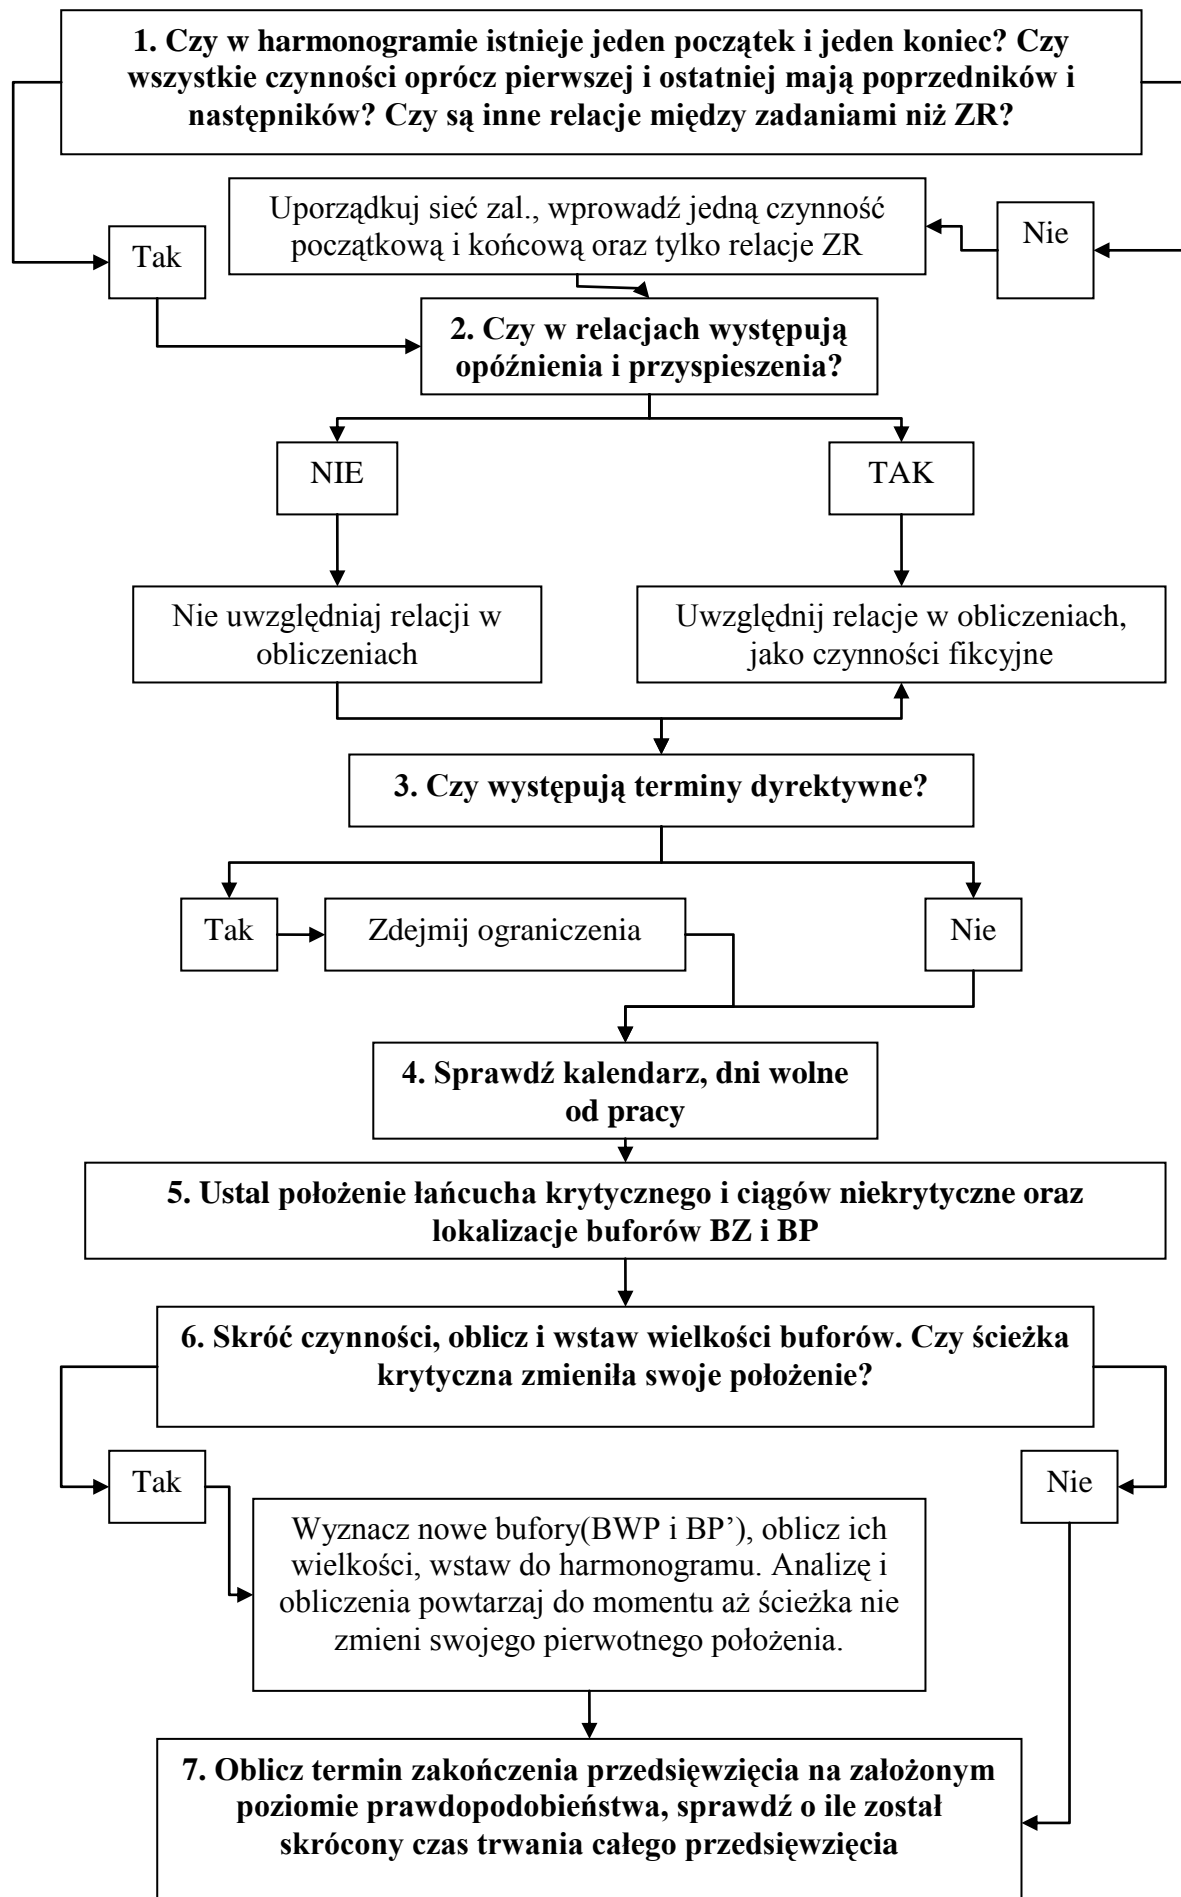 1. Czy w harmonogramie istnieje jeden początek i jeden koniec? Czy
wszystkie czynności oprócz pierwszej i ostatniej mają poprzedników i
następników? Czy są inne relacje między zadaniami niż ZR?
Tak
Uporządkuj sieć zal., wprowadź jedną czynność
początkową i końcową oraz tylko relacje ZR
Nie
2. Czy w relacjach występują
opóźnienia i przyspieszenia?
NIE
TAK
Nie uwzględniaj relacji w
obliczeniach
Uwzględnij relacje w obliczeniach,
jako czynności fikcyjne
3. Czy występują terminy dyrektywne?
Tak
Zdejmij ograniczenia
Nie
4. Sprawdź kalendarz, dni wolne
od pracy
5. Ustal położenie łańcucha krytycznego i ciągów niekrytyczne oraz
lokalizacje buforów BZ i BP
6. Skróć czynności, oblicz i wstaw wielkości buforów. Czy ścieżka
krytyczna zmieniła swoje położenie?
Tak
Nie
Wyznacz nowe bufory(BWP i BP’), oblicz ich
wielkości, wstaw do harmonogramu. Analizę i
obliczenia powtarzaj do momentu aż ścieżka nie
zmieni swojego pierwotnego położenia.
7. Oblicz termin zakończenia przedsięwzięcia na założonym
poziomie prawdopodobieństwa, sprawdź o ile został
skrócony czas trwania całego przedsięwzięcia